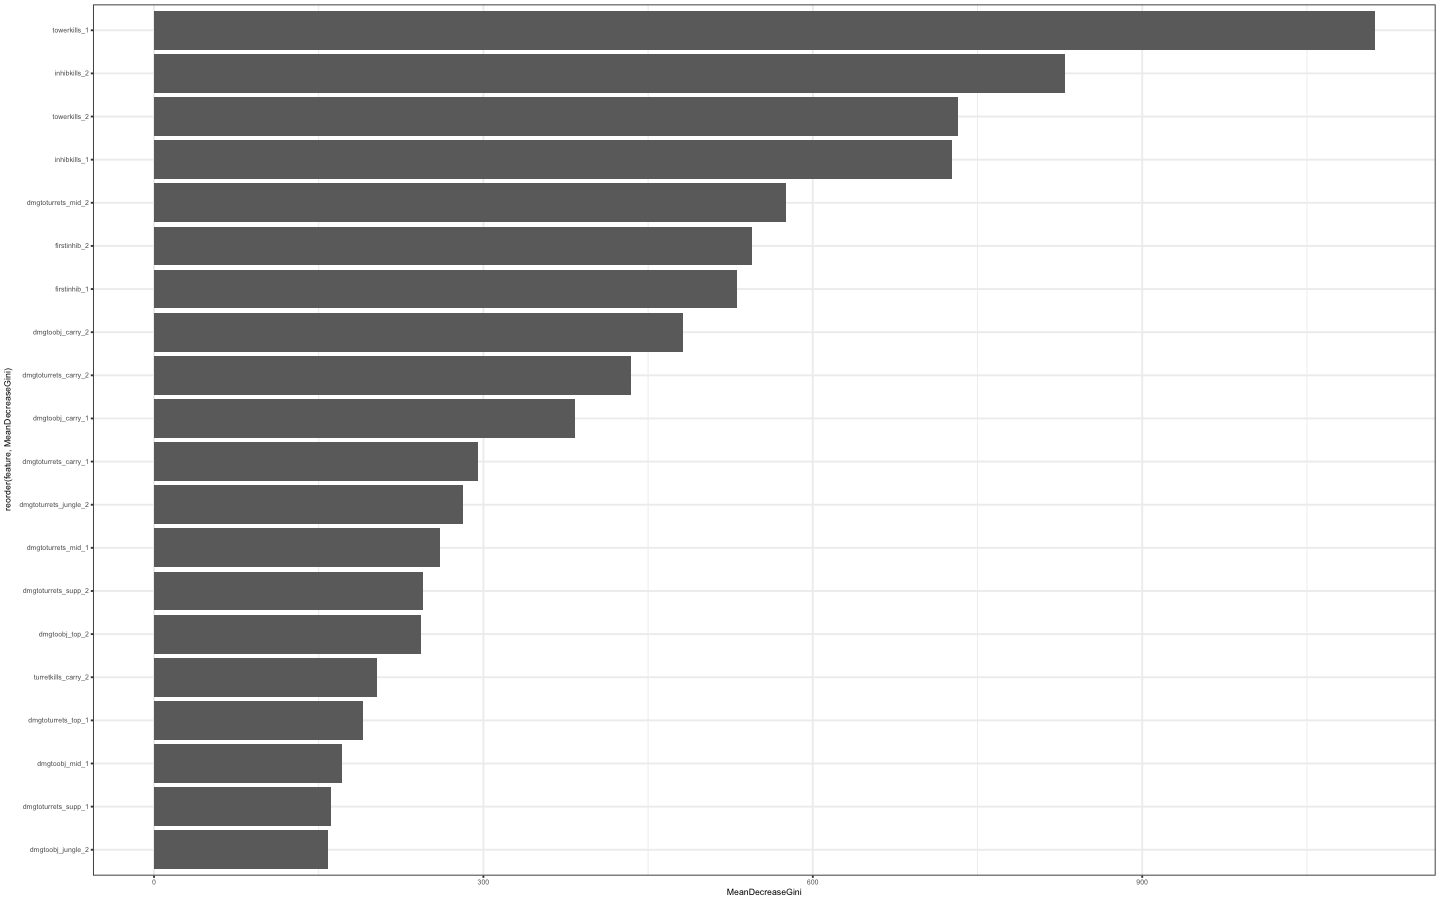 towerkills_1
inhibkills_2
towerkills_2
inhibkills_1
dmgtoturrets_mid_2
firstinhib_2
firstinhib_1
dmgtoobj_carry_2
dmgtoturrets_carry_2
dmgtoobj_carry_1
dmgtoturrets_carry_1
dmgtoturrets_jungle_2
dmgtoturrets_mid_1
dmgtoturrets_supp_2
dmgtoobj_top_2
turretkills_carry_2
dmgtoturrets_top_1
dmgtoobj_mid_1
dmgtoturrets_supp_1
dmgtoobj_jungle_2
reorder(feature, MeanDecreaseGini)
0 300 600 900
MeanDecreaseGini